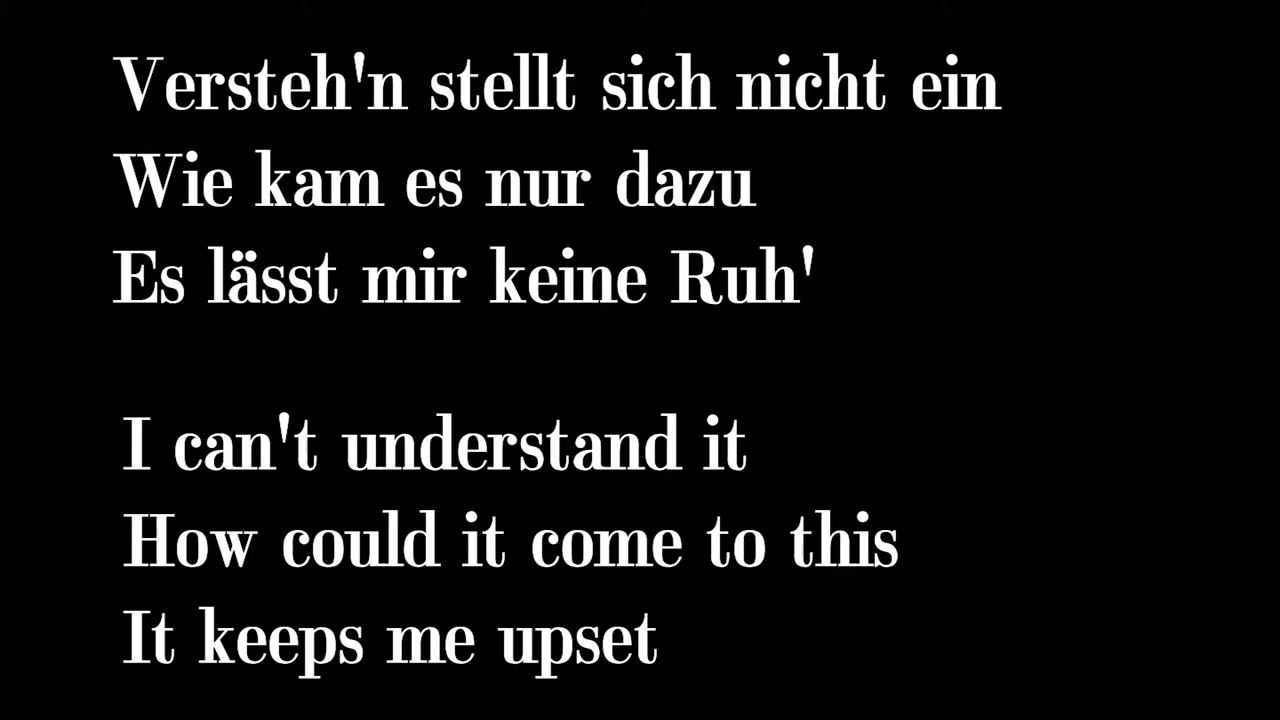 Versteh'n stellt sich nicht ein
Wie kam es nur dazu
Es lässt mir keine Ruh'
I can't understand it
How could it come to this
It keeps me upset